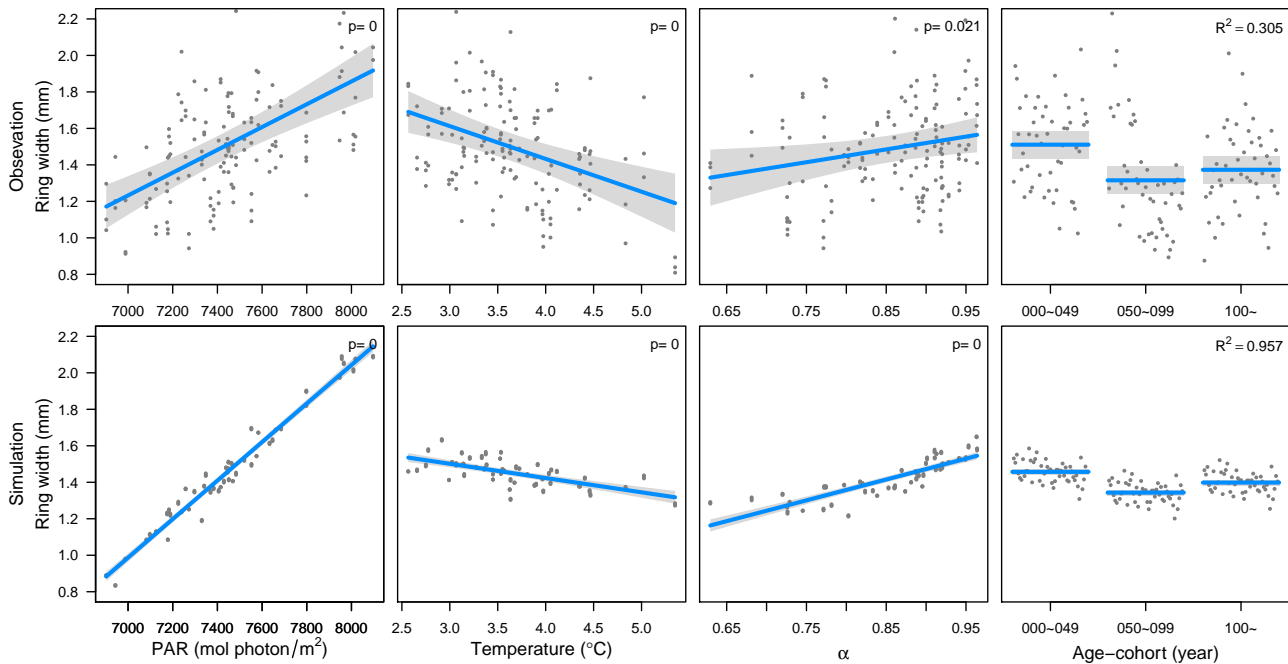 Obsevation
Ring width (mm)
2.2
2.0
1.8
1.6
1.4
1.2
1.0
0.8
p= 0
7000 7200 7400 7600 7800 8000
p= 0
2.5 3.0 3.5 4.0 4.5 5.0
p= 0.021
0.65 0.75 0.85 0.95
R² = 0.305
000~049 050~099 100~
Simulation
Ring width (mm)
2.2
2.0
1.8
1.6
1.4
1.2
1.0
0.8
p= 0
7000 7200 7400 7600 7800 8000
PAR (mol photon/m²)
p= 0
2.5 3.0 3.5 4.0 4.5 5.0
Temperature (°C)
p= 0
0.65 0.75 0.85 0.95
α
R² = 0.957
000~049 050~099 100~
Age−cohort (year)